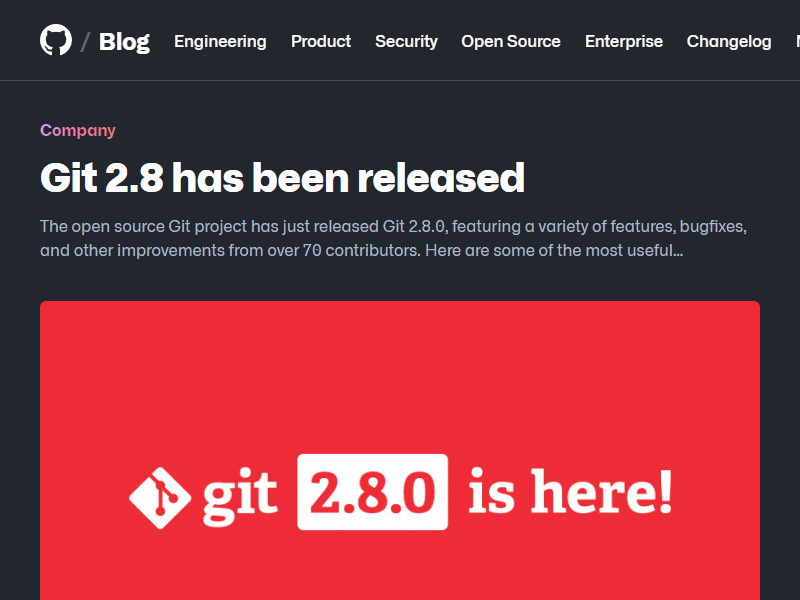 / Blog Engineering Product Security Open Source Enterprise Changelog
Company
Git 2.8 has been released
The open source Git project has just released Git 2.8.0, featuring a variety of features, bugfixes,
and other improvements from over 70 contributors. Here are some of the most useful...
git 2.8.0 is here!